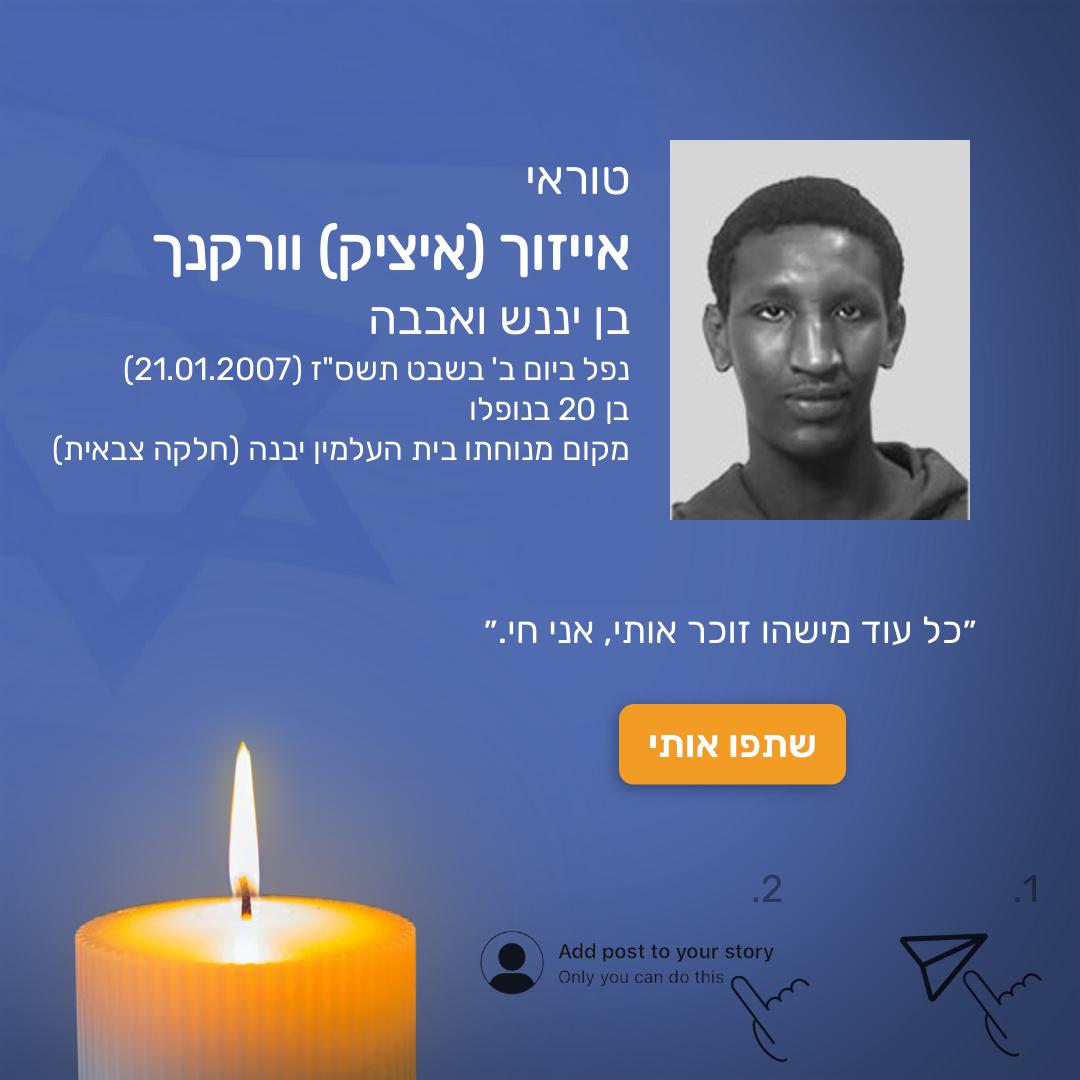 טוראי
אייזוך (איציק) וורקנך
בן יננש ואבבה
נפל ביום ב' בשבט תשס"ז (21.01.2007)
בן 20 בנופלו
מקום מנוחתו בית העלמין יבנה (חלקה צבאית)
״כל עוד מישהו זוכר אותי, אני חי.״
שתפו אותי
1.
2.
Add post to your story
Only you can do this